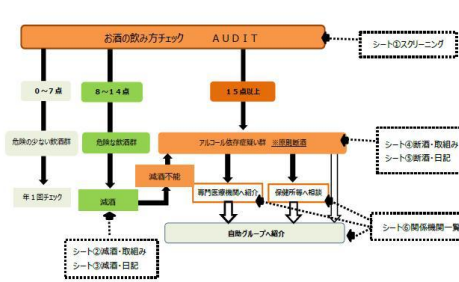 お酒の飲み方チェック　AUDIT
シート①スクリーニング
0～7点
8～14点
15点以上
危険の少ない飲酒群
危険な飲酒群
アルコール依存症疑い群　※原則断酒
シート④断酒・取組み
シート⑤断酒・日記
減酒不能
年1回チェック
減酒
専門医療機関へ紹介
保健所等へ相談
シート⑥関係機関一覧
自助グループへ紹介
シート②減酒・取組み
シート③減酒・日記